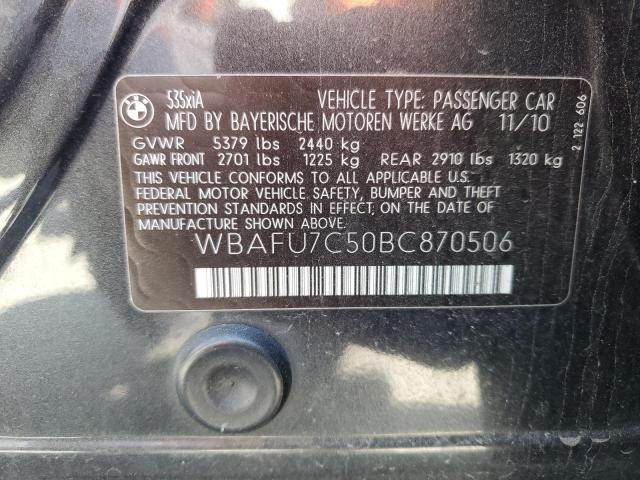 BMW
535xiA VEHICLE TYPE: PASSENGER CAR
MFD BY BAYERISCHE MOTOREN WERKE AG 11/10
GVWR 5379 lbs 2440 kg
GAWR FRONT 2701 lbs 1225 kg REAR 2910 lbs 1320 kg
THIS VEHICLE CONFORMS TO ALL APPLICABLE U.S.
FEDERAL MOTOR VEHICLE SAFETY, BUMPER AND THEFT
PREVENTION STANDARDS IN EFFECT ON THE DATE OF
MANUFACTURE SHOWN ABOVE.
WBAFU7C50BC870506
2 122 606